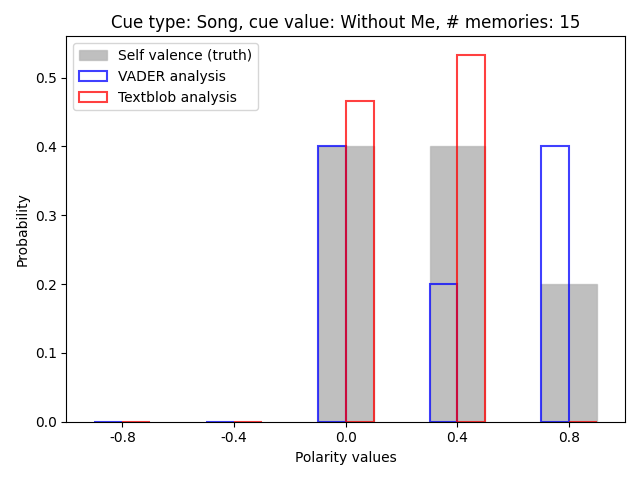 Cue type: Song, cue value: Without Me, # memories: 15
Self valence (truth)
VADER analysis
Textblob analysis
Probability
0.5
0.4
0.3
0.2
0.1
0.0
-0.8 -0.4 0.0 0.4 0.8
Polarity values